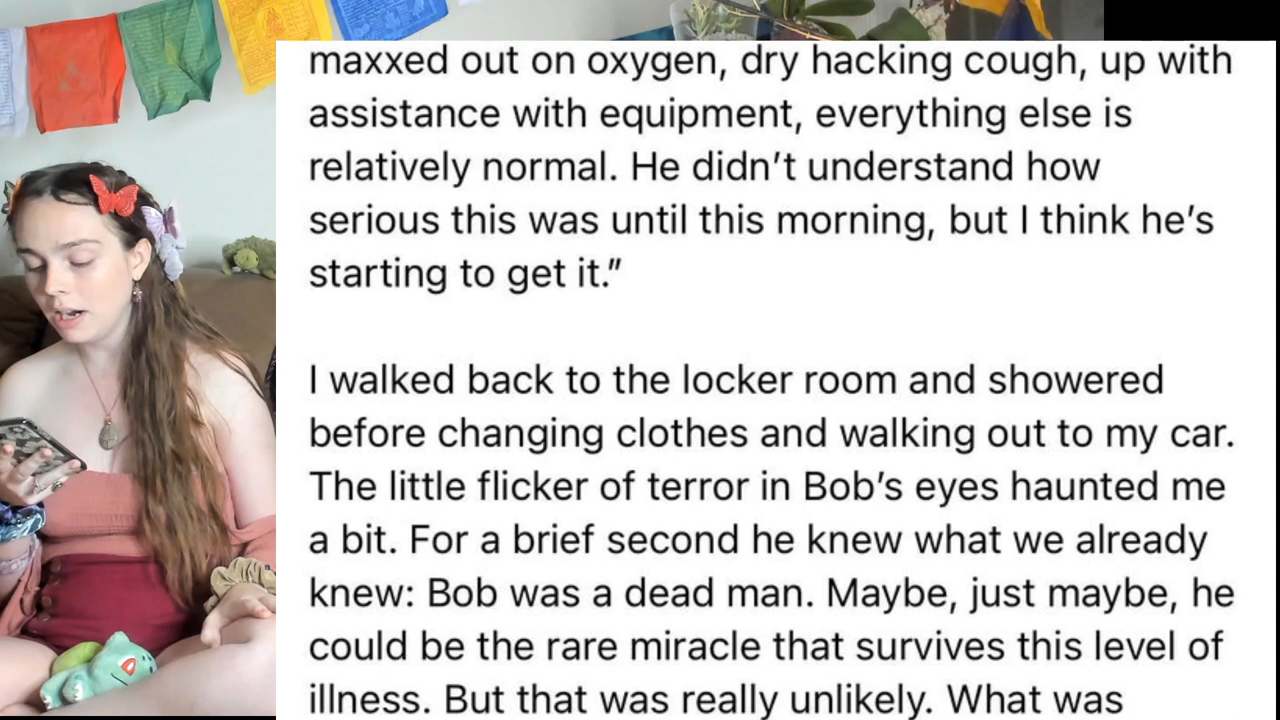 maxxed out on oxygen, dry hacking cough, up with
assistance with equipment, everything else is
relatively normal. He didn’t understand how
serious this was until this morning, but I think he’s
starting to get it.”
I walked back to the locker room and showered
before changing clothes and walking out to my car.
The little flicker of terror in Bob’s eyes haunted me
a bit. For a brief second he knew what we already
knew: Bob was a dead man. Maybe, just maybe, he
could be the rare miracle that survives this level of
illness. But that was really unlikely. What was